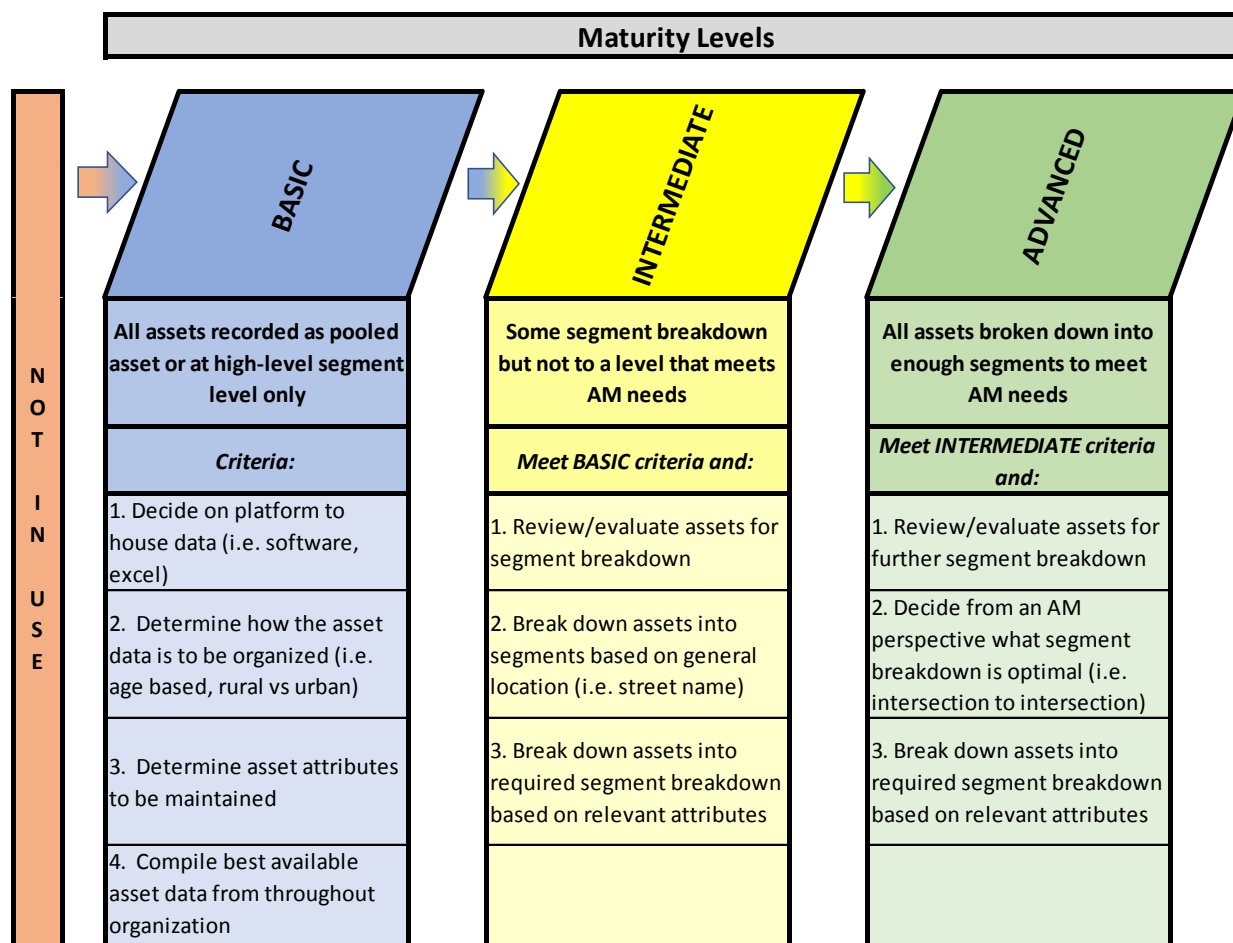 Maturity Levels
NOT IN USE
BASIC
All assets recorded as pooled
asset or at high-level segment
level only
Criteria:
1. Decide on platform to
house data (i.e. software,
excel)
2.  Determine how the asset
data is to be organized (i.e.
age based, rural vs urban)
3.  Determine asset attributes
to be maintained
4.  Compile best available
asset data from throughout
organization
INTERMEDIATE
Some segment breakdown
but not to a level that meets
AM needs
Meet BASIC criteria and:
1. Review/evaluate assets for
segment breakdown
2. Break down assets into
segments based on general
location (i.e. street name)
3. Break down assets into
required segment breakdown
based on relevant attributes
ADVANCED
All assets broken down into
enough segments to meet
AM needs
Meet INTERMEDIATE criteria
and:
1. Review/evaluate assets for
further segment breakdown
2. Decide from an AM
perspective what segment
breakdown is optimal (i.e.
intersection to intersection)
3. Break down assets into
required segment breakdown
based on relevant attributes